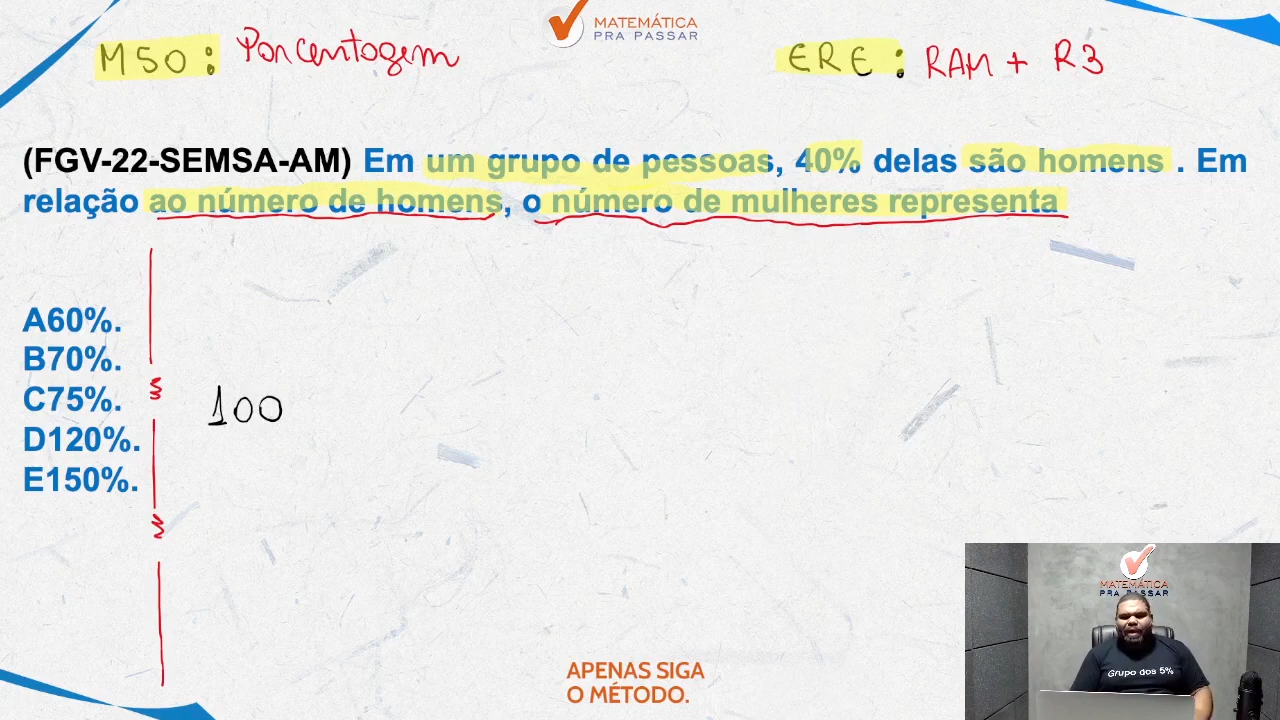 MATEMÁTICA
PRA PASSAR
M50: Porcentagem
ERE: RAM + R3
(FGV-22-SEMSA-AM) Em um grupo de pessoas, 40% delas são homens . Em
relação ao número de homens, o número de mulheres representa
A60%.
B70%.
C75%.
D120%.
E150%.
100
MATEMÁTICA
PRA PASSAR
Grupo dos 5%
APENAS SIGA
O MÉTODO.